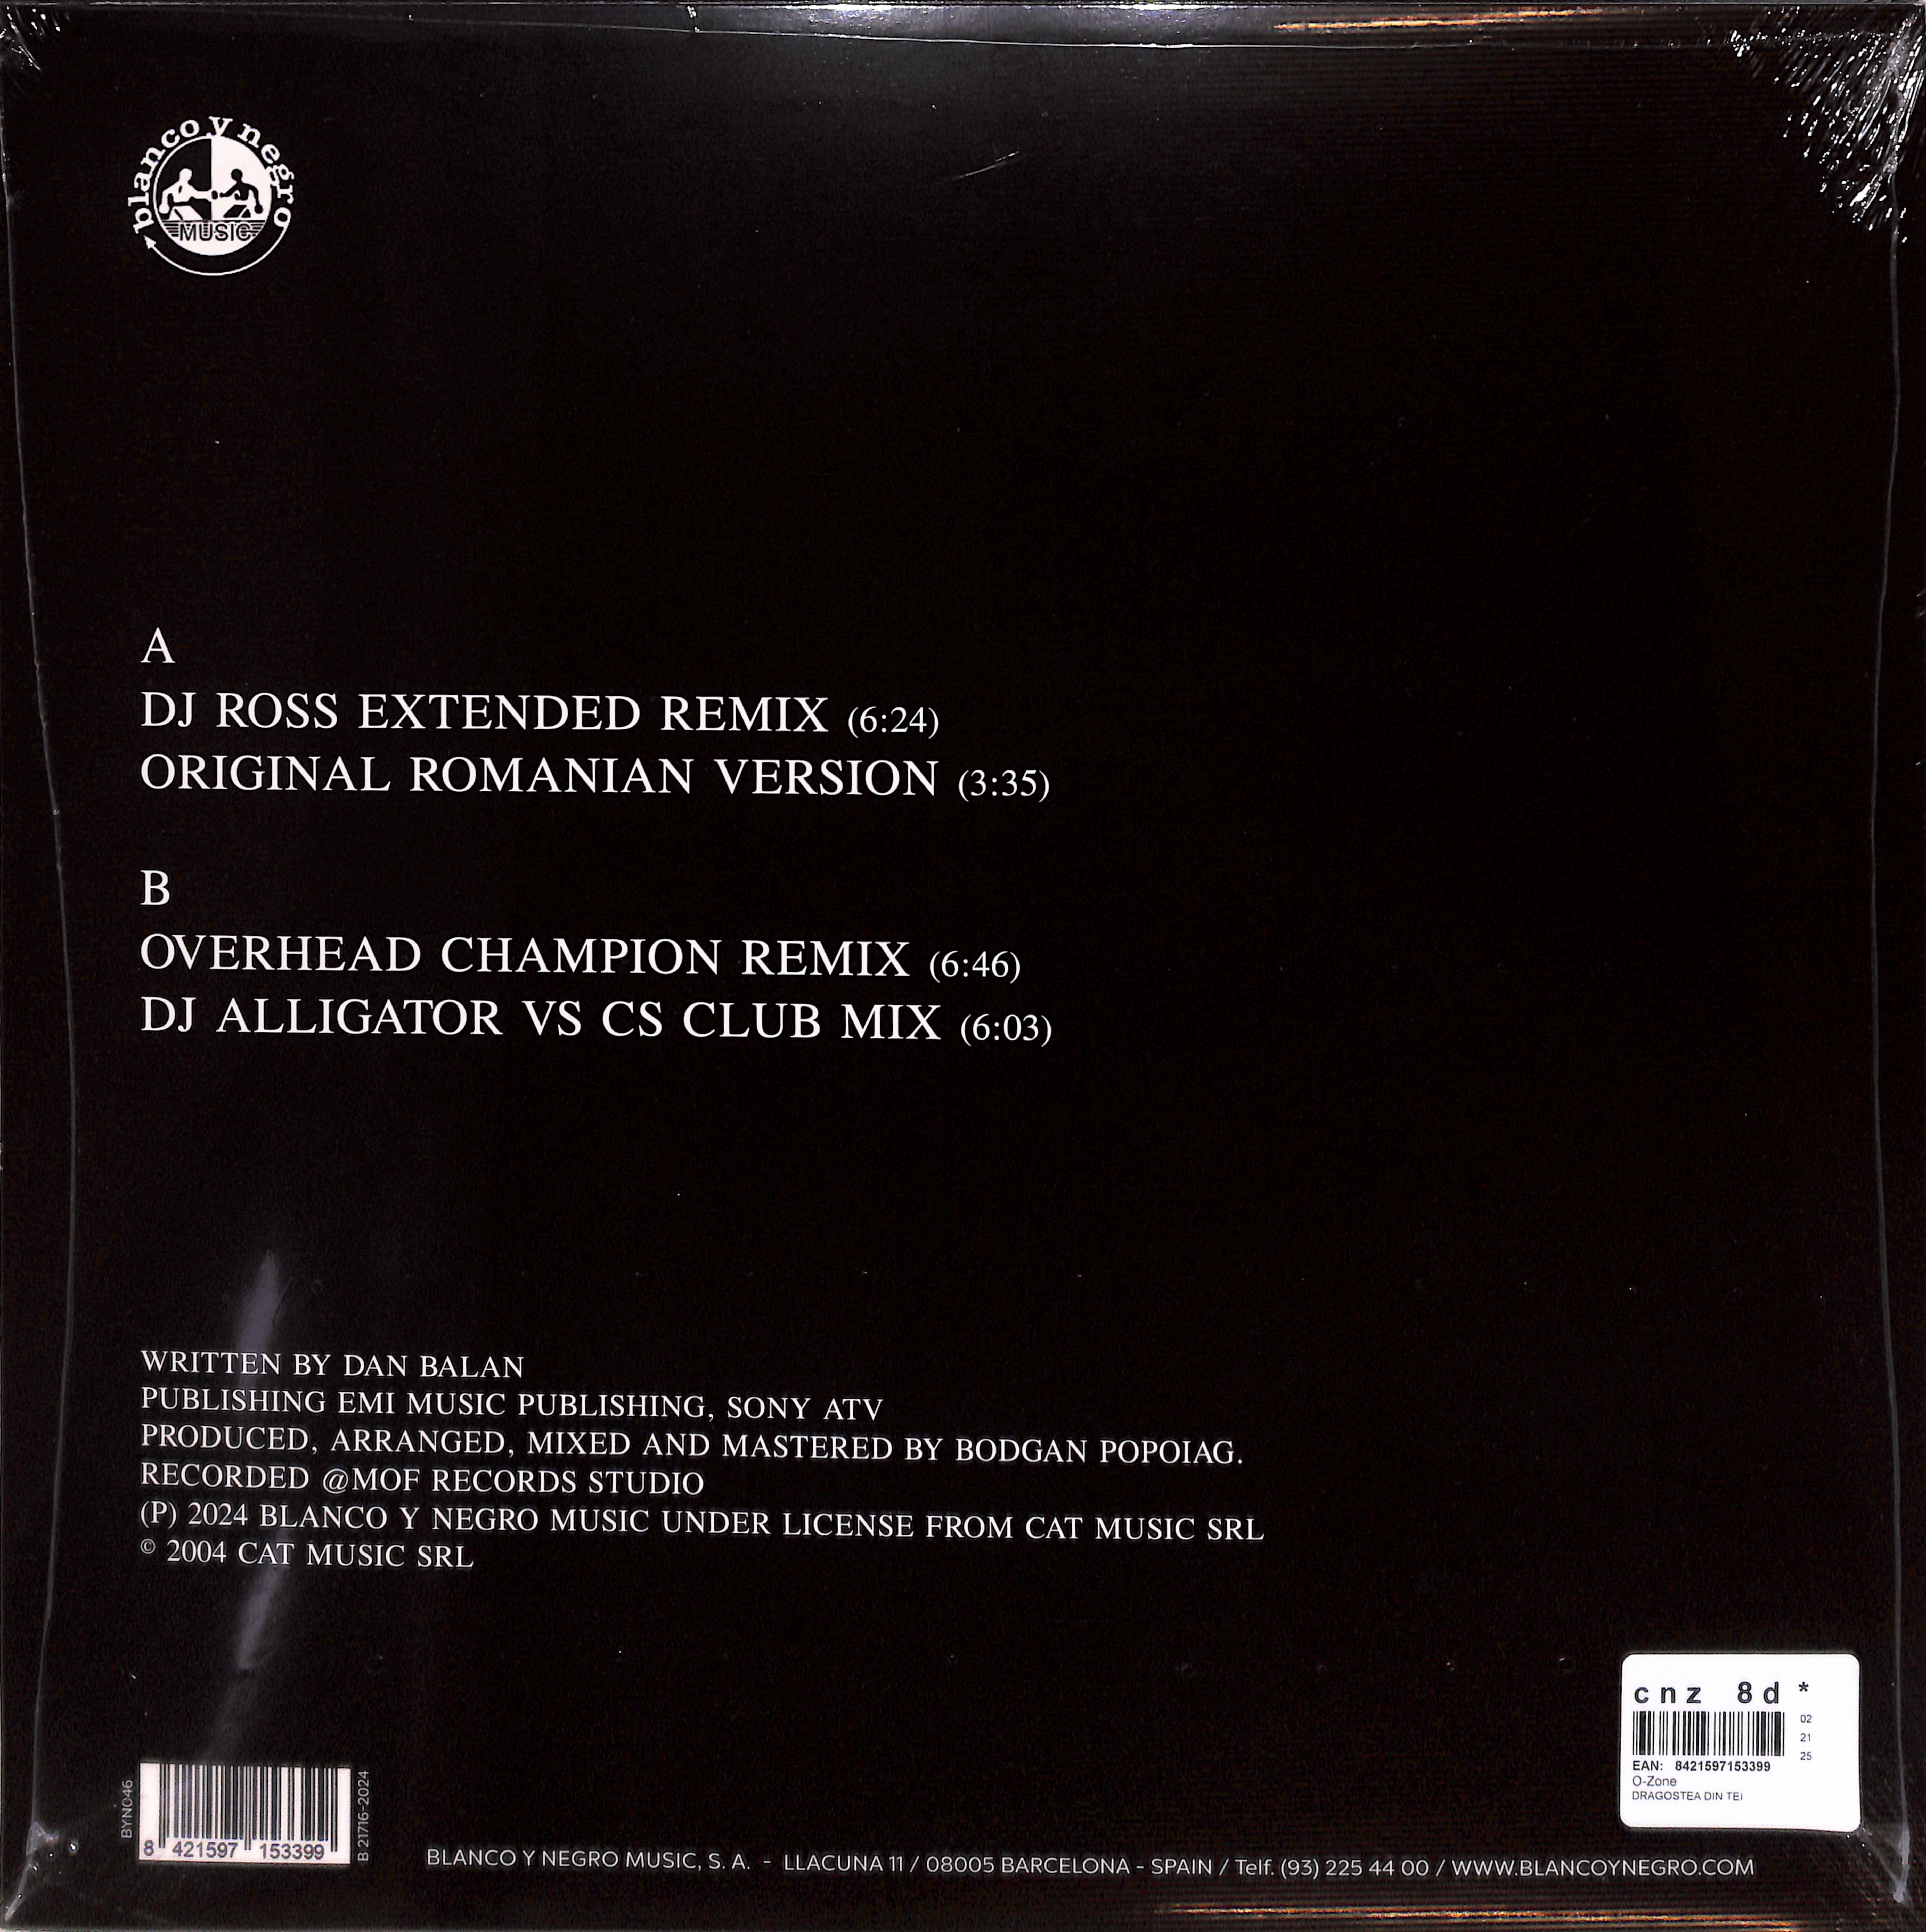 blanco y negro
MUSIC
A
DJ ROSS EXTENDED REMIX (6:24)
ORIGINAL ROMANIAN VERSION (3:35)
B
OVERHEAD CHAMPION REMIX (6:46)
DJ ALLIGATOR VS CS CLUB MIX (6:03)
WRITTEN BY DAN BALAN
PUBLISHING EMI MUSIC PUBLISHING, SONY ATV
PRODUCED, ARRANGED, MIXED AND MASTERED BY BODGAN POPOIAG.
RECORDED @MOF RECORDS STUDIO
(P) 2024 BLANCO Y NEGRO MUSIC UNDER LICENSE FROM CAT MUSIC SRL
© 2004 CAT MUSIC SRL
cnz 8d *
02
21
25
EAN: 8421597153399
O-Zone
DRAGOSTEA DIN TEI
BYN046
8 421597 153399
B 21716-2024
BLANCO Y NEGRO MUSIC, S. A. - LLACUNA 11 / 08005 BARCELONA - SPAIN / Telf. (93) 225 44 00 / WWW.BLANCOYNEGRO.COM